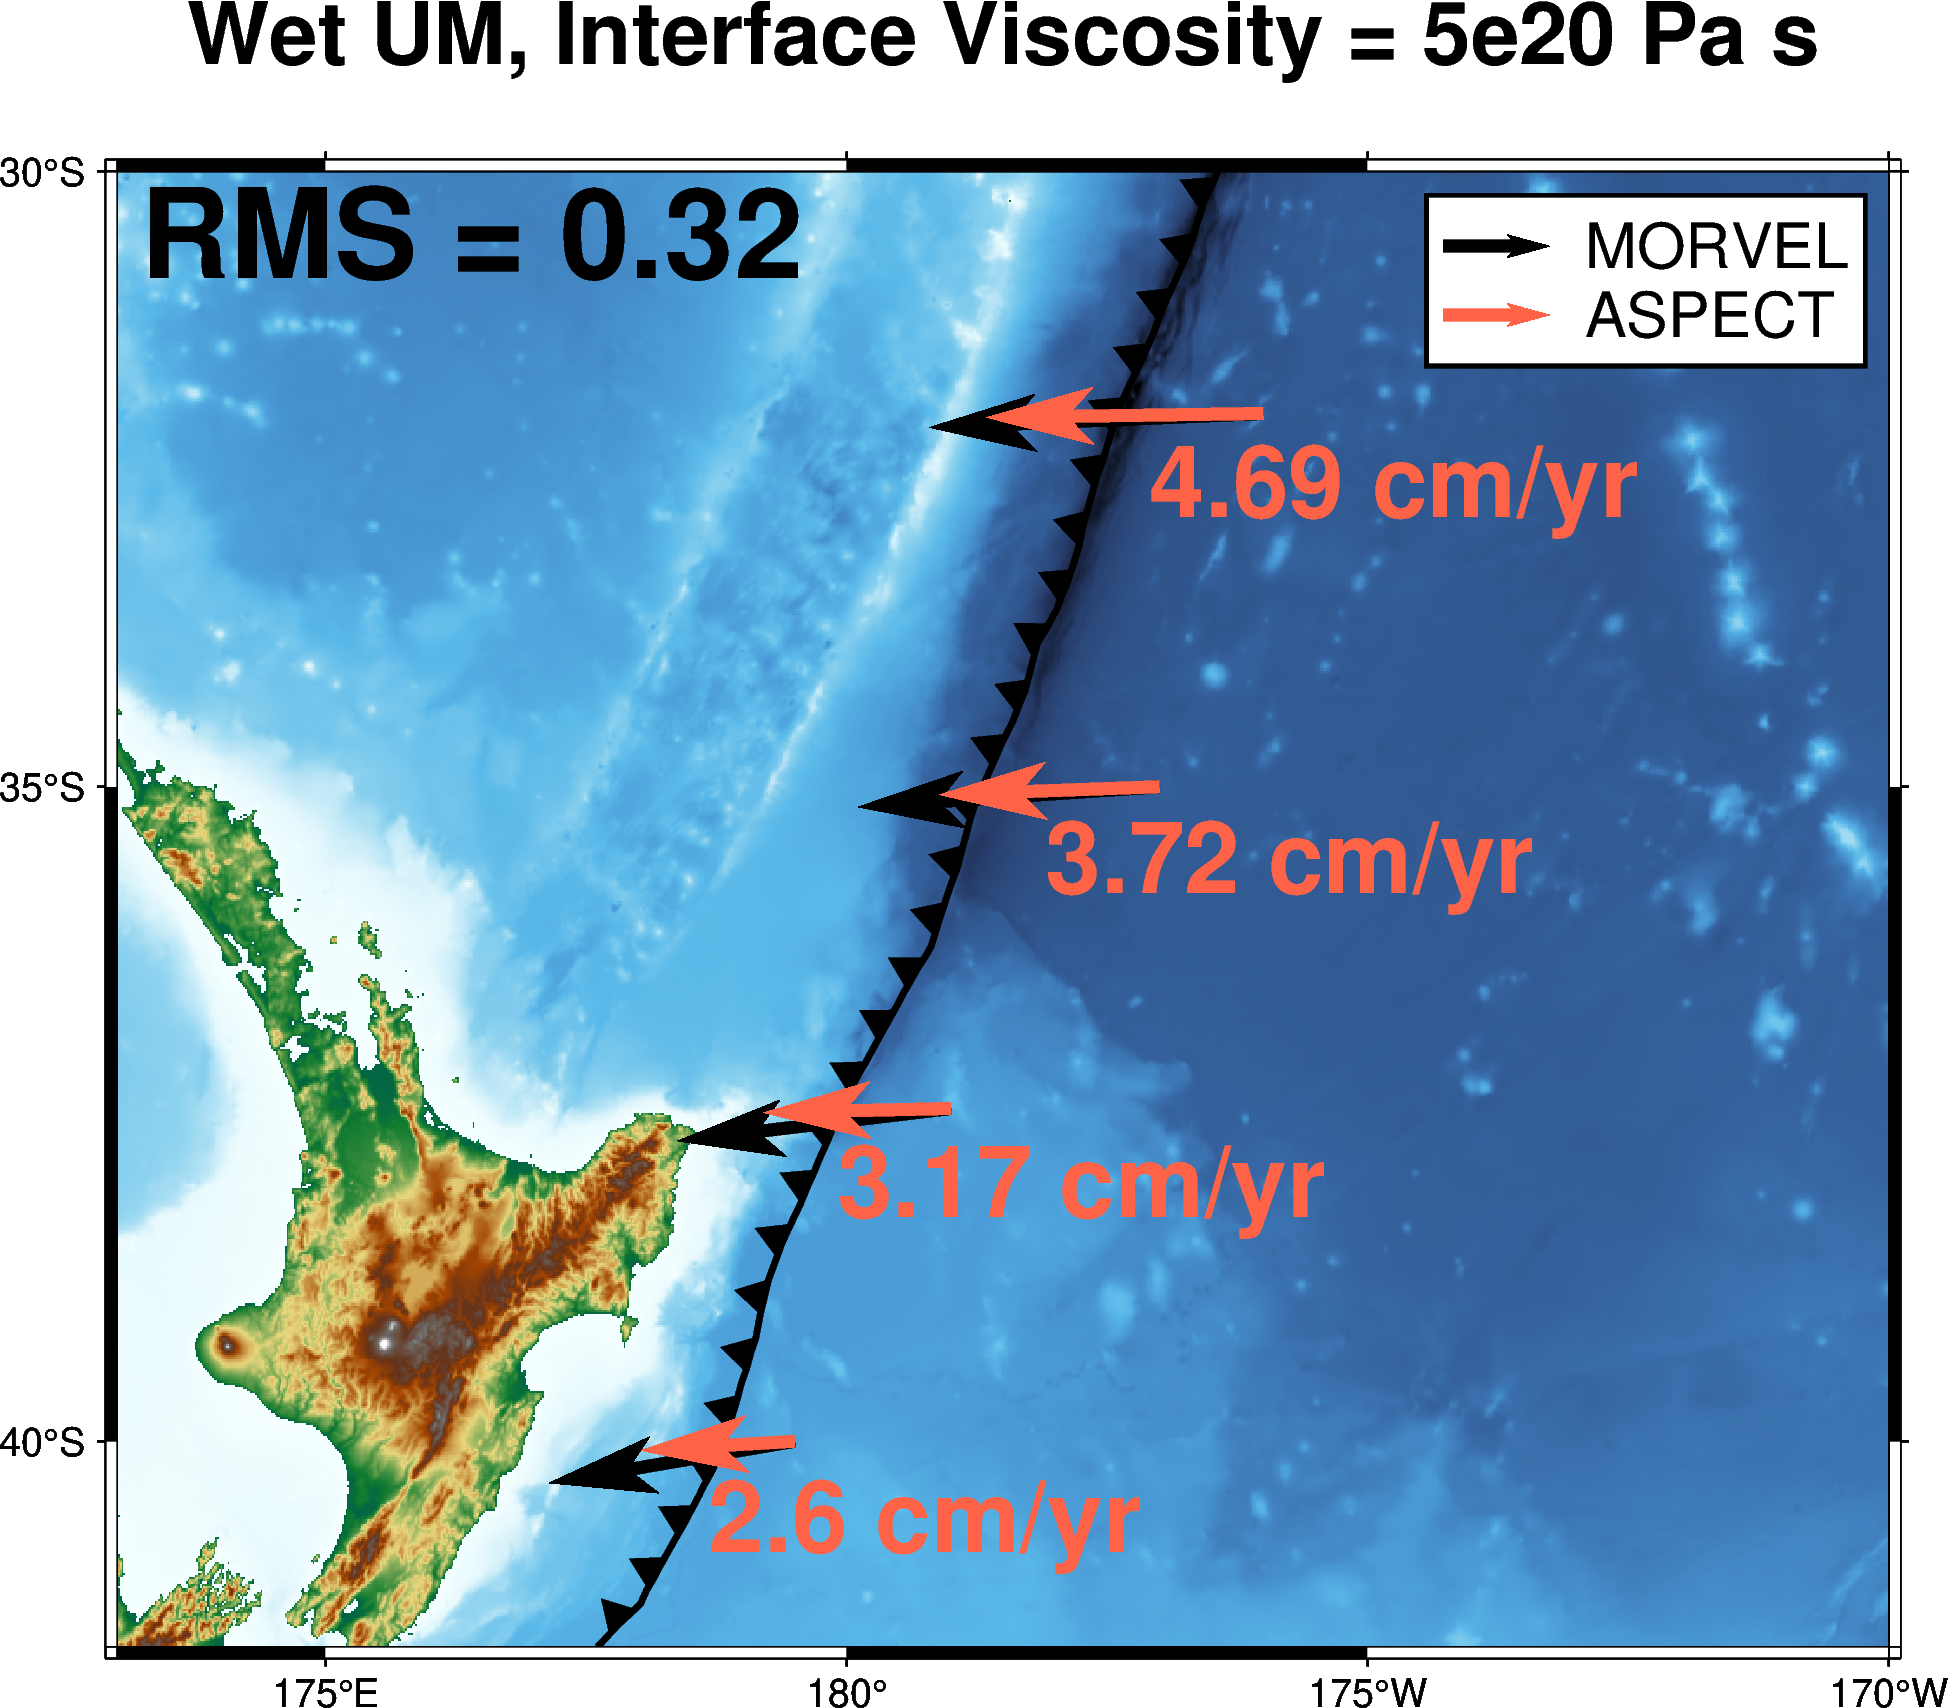 Wet UM, Interface Viscosity = 5e20 Pa s
30°S
RMS = 0.32
MORVEL
ASPECT
4.69 cm/yr
35°S
3.72 cm/yr
3.17 cm/yr
40°S
2.6 cm/yr
175°E
180°
175°W
170°W